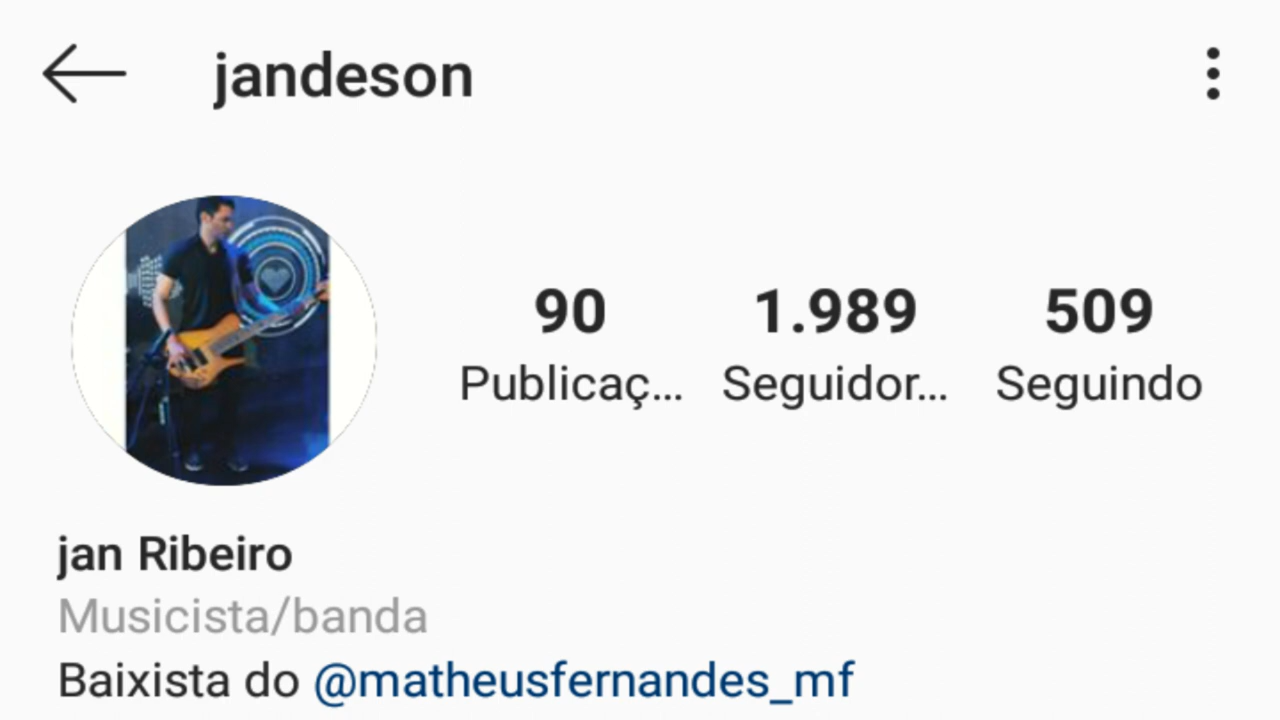 jandeson
90 1.989 509
Publicaç... Seguidor... Seguindo
jan Ribeiro
Musicista/banda
Baixista do @matheusfernandes_mf